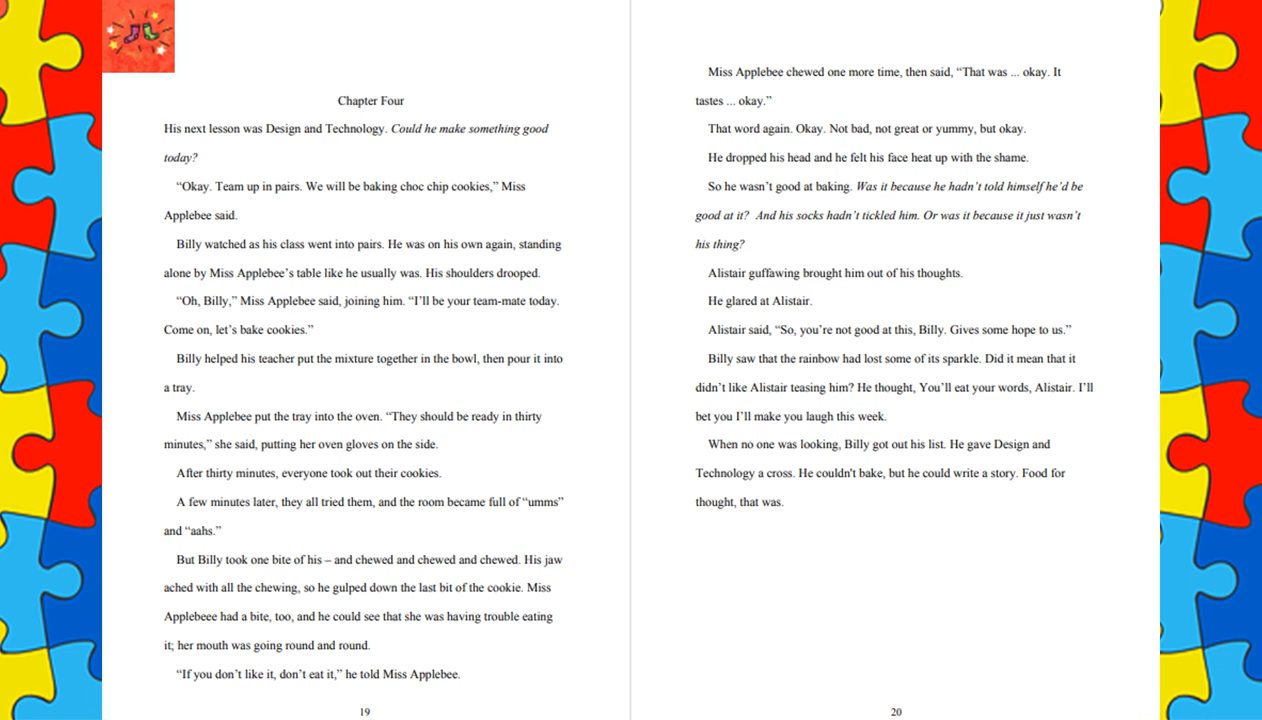 Chapter Four
His next lesson was Design and Technology. Could he make something good
today?
“Okay. Team up in pairs. We will be baking choc chip cookies,” Miss
Applebee said.
Billy watched as his class went into pairs. He was on his own again, standing
alone by Miss Applebee’s table like he usually was. His shoulders drooped.
“Oh, Billy,” Miss Applebee said, joining him. “I’ll be your team-mate today.
Come on, let’s bake cookies.”
Billy helped his teacher put the mixture together in the bowl, then pour it into
a tray.
Miss Applebee put the tray into the oven. “They should be ready in thirty
minutes,” she said, putting her oven gloves on the side.
After thirty minutes, everyone took out their cookies.
A few minutes later, they all tried them, and the room became full of “umms”
and “aahs.”
But Billy took one bite of his – and chewed and chewed and chewed. His jaw
ached with all the chewing, so he gulped down the last bit of the cookie. Miss
Applebeee had a bite, too, and he could see that she was having trouble eating
it; her mouth was going round and round.
“If you don’t like it, don’t eat it,” he told Miss Applebee.
19
Miss Applebee chewed one more time, then said, “That was ... okay. It
tastes ... okay.”
That word again. Okay. Not bad, not great or yummy, but okay.
He dropped his head and he felt his face heat up with the shame.
So he wasn’t good at baking. Was it because he hadn’t told himself he’d be
good at it?  And his socks hadn’t tickled him. Or was it because it just wasn’t
his thing?
Alistair guffawing brought him out of his thoughts.
He glared at Alistair.
Alistair said, “So, you’re not good at this, Billy. Gives some hope to us.”
Billy saw that the rainbow had lost some of its sparkle. Did it mean that it
didn’t like Alistair teasing him? He thought, You’ll eat your words, Alistair. I’ll
bet you I’ll make you laugh this week.
When no one was looking, Billy got out his list. He gave Design and
Technology a cross. He couldn't bake, but he could write a story. Food for
thought, that was.
20